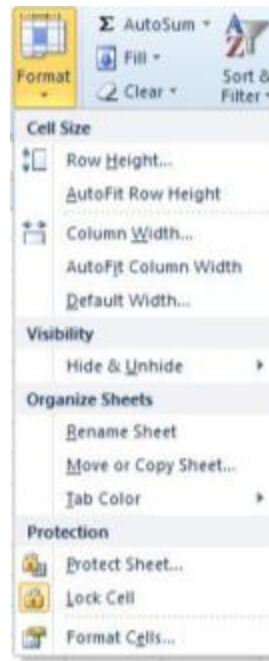 Σ AutoSum
Fill
Clear
Format
A
Z
Sort &
Filter
Cell Size
Row Height...
AutoFit Row Height
Column Width...
AutoFit Column Width
Default Width...
Visibility
Hide & Unhide
Organize Sheets
Rename Sheet
Move or Copy Sheet...
Tab Color
Protection
Protect Sheet...
Lock Cell
Format Cells...